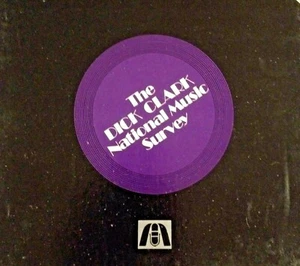 The
DICK CLARK
National Music
Survey